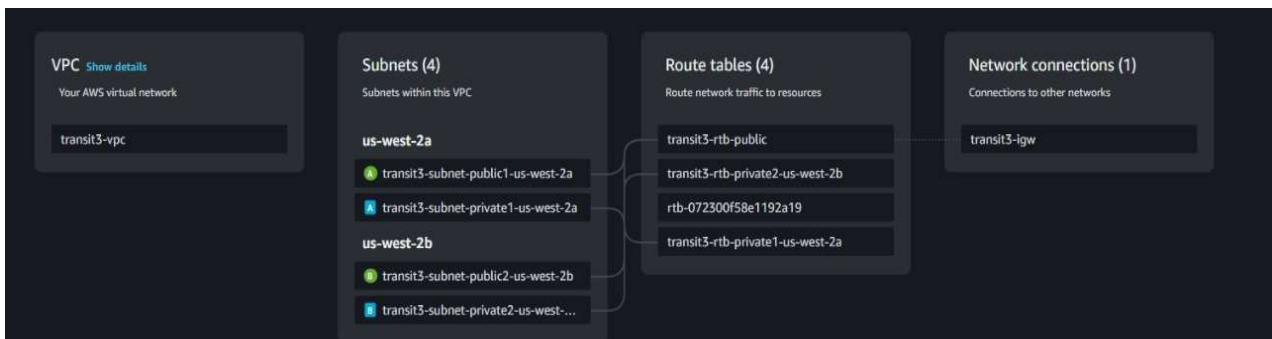 VPC Show details
Your AWS virtual network
transit3-vpc
Subnets (4)
Subnets within this VPC
us-west-2a
A transit3-subnet-public1-us-west-2a
A transit3-subnet-private1-us-west-2a
us-west-2b
B transit3-subnet-public2-us-west-2b
B transit3-subnet-private2-us-west-...
Route tables (4)
Route network traffic to resources
transit3-rtb-public
transit3-rtb-private2-us-west-2b
rtb-072300f58e1192a19
transit3-rtb-private1-us-west-2a
Network connections (1)
Connections to other networks
transit3-igw